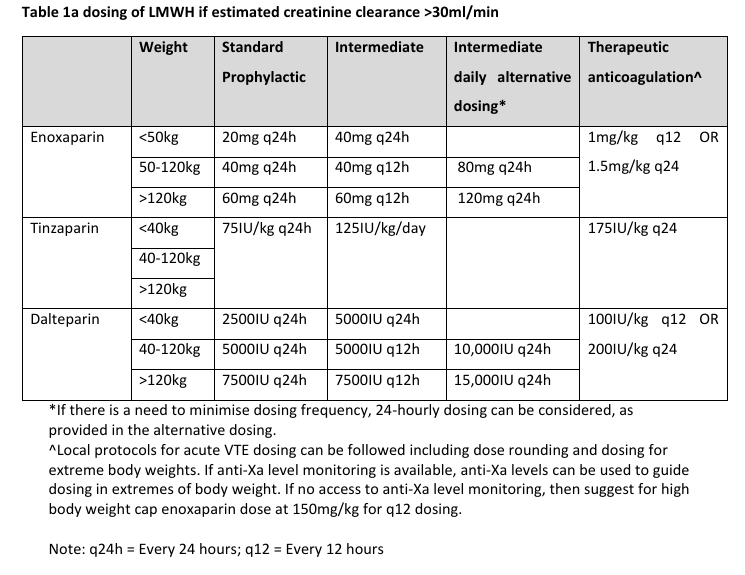 Table 1a dosing of LMWH if estimated creatinine clearance >30ml/min
Weight Standard Prophylactic Intermediate Intermediate daily alternative dosing* Therapeutic anticoagulation^
Enoxaparin <50kg 20mg q24h 40mg q24h 1mg/kg q12 OR 1.5mg/kg q24
50-120kg 40mg q24h 40mg q12h 80mg q24h
>120kg 60mg q24h 60mg q12h 120mg q24h
Tinzaparin <40kg 75IU/kg q24h 125IU/kg/day 175IU/kg q24
40-120kg
>120kg
Dalteparin <40kg 2500IU q24h 5000IU q24h 100IU/kg q12 OR 200IU/kg q24
40-120kg 5000IU q24h 5000IU q12h 10,000IU q24h
>120kg 7500IU q24h 7500IU q12h 15,000IU q24h
*If there is a need to minimise dosing frequency, 24-hourly dosing can be considered, as
provided in the alternative dosing.
^Local protocols for acute VTE dosing can be followed including dose rounding and dosing for
extreme body weights. If anti-Xa level monitoring is available, anti-Xa levels can be used to guide
dosing in extremes of body weight. If no access to anti-Xa level monitoring, then suggest for high
body weight cap enoxaparin dose at 150mg/kg for q12 dosing.
Note: q24h = Every 24 hours; q12 = Every 12 hours